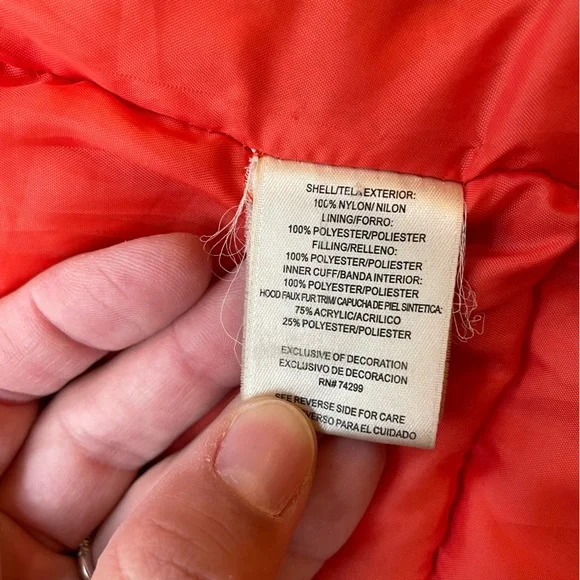 SHELL/TELA EXTERIOR:
100% NYLON/ NILON
LINING/FORRO:
100% POLYESTER/POLIESTER
FILLING/RELLENO:
100% POLYESTER/POLIESTER
INNER CUFF/BANDA INTERIOR:
100% POLYESTER/POLIESTER
HOOD FAUX FUR TRIM/CAPUCHA DE PIEL SINTETICA:
75% ACRYLIC/ACRILICO
25% POLYESTER/POLIESTER
EXCLUSIVE OF DECORATION
EXCLUSIVO DE DECORACION
RN# 74299
SEE REVERSE SIDE FOR CARE
PARA EL CUIDADO